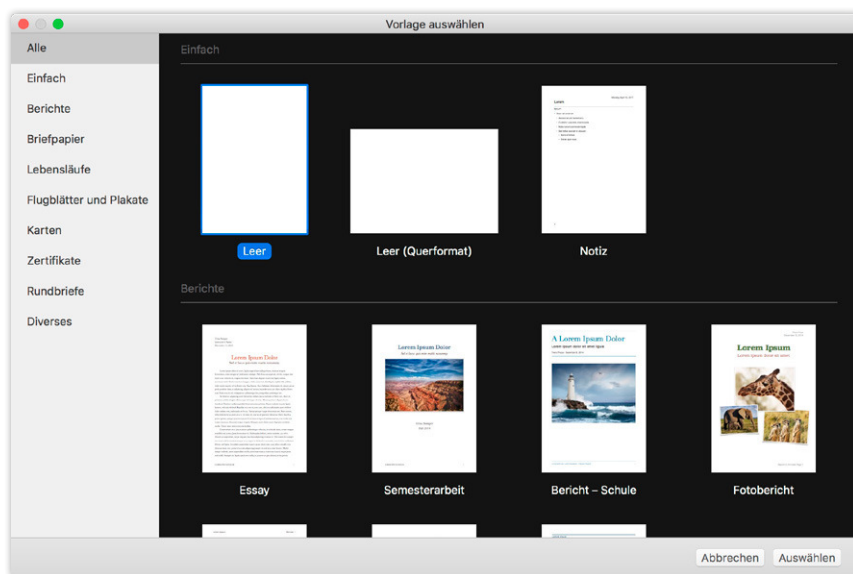 Vorlage auswählen
Alle
Einfach
Berichte
Briefpapier
Lebensläufe
Flugblätter und Plakate
Karten
Zertifikate
Rundbriefe
Diverses
Einfach
Leer
Leer (Querformat)
Notiz
Berichte
Lorem Ipsum Dolor
Essay
Lorem Ipsum Dolor
Semesterarbeit
A Lorem Ipsum Dolor
Bericht – Schule
Lorem Ipsum
Fotobericht
Abbrechen
Auswählen